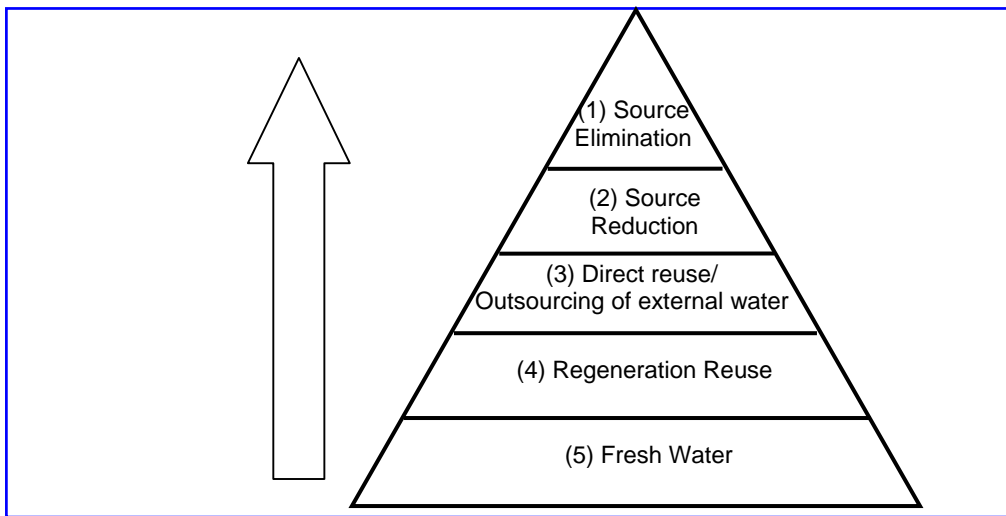 (1) Source
Elimination
(2) Source
Reduction
(3) Direct reuse/
Outsourcing of external water
(4) Regeneration Reuse
(5) Fresh Water